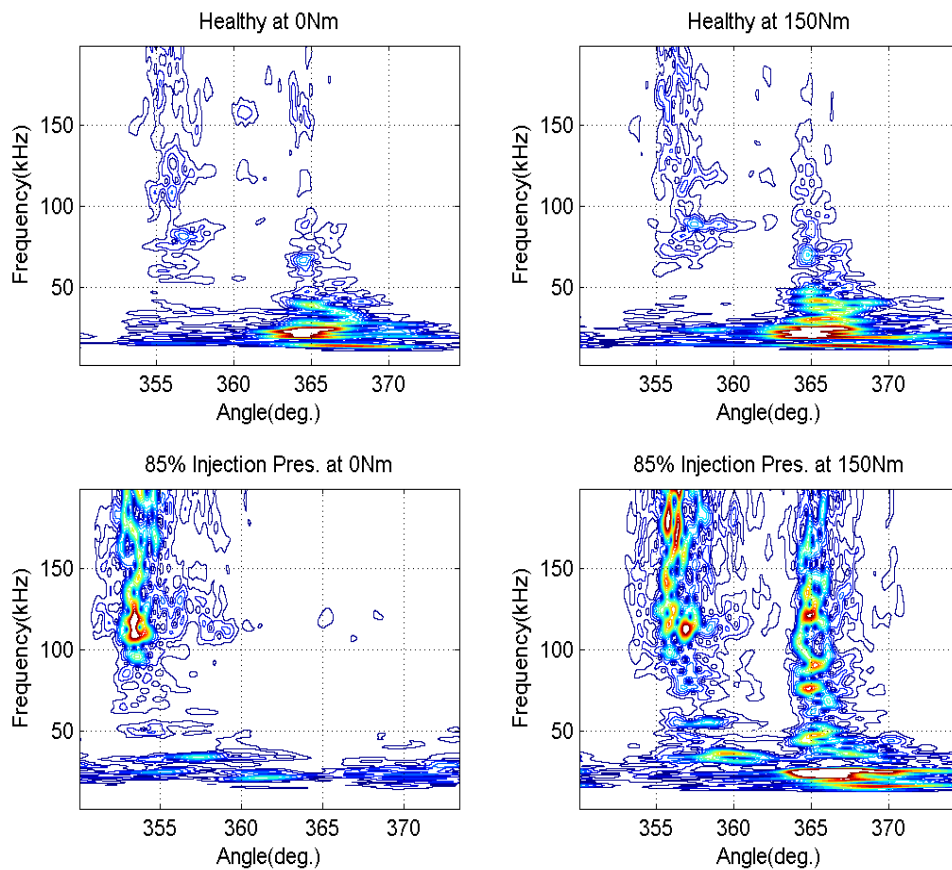 Healthy at 0Nm
Frequency(kHz)
150
100
50
355
360
365
370
Angle(deg.)
Healthy at 150Nm
Frequency(kHz)
150
100
50
355
360
365
370
Angle(deg.)
85% Injection Pres. at 0Nm
Frequency(kHz)
150
100
50
355
360
365
370
Angle(deg.)
85% Injection Pres. at 150Nm
Frequency(kHz)
150
100
50
355
360
365
370
Angle(deg.)